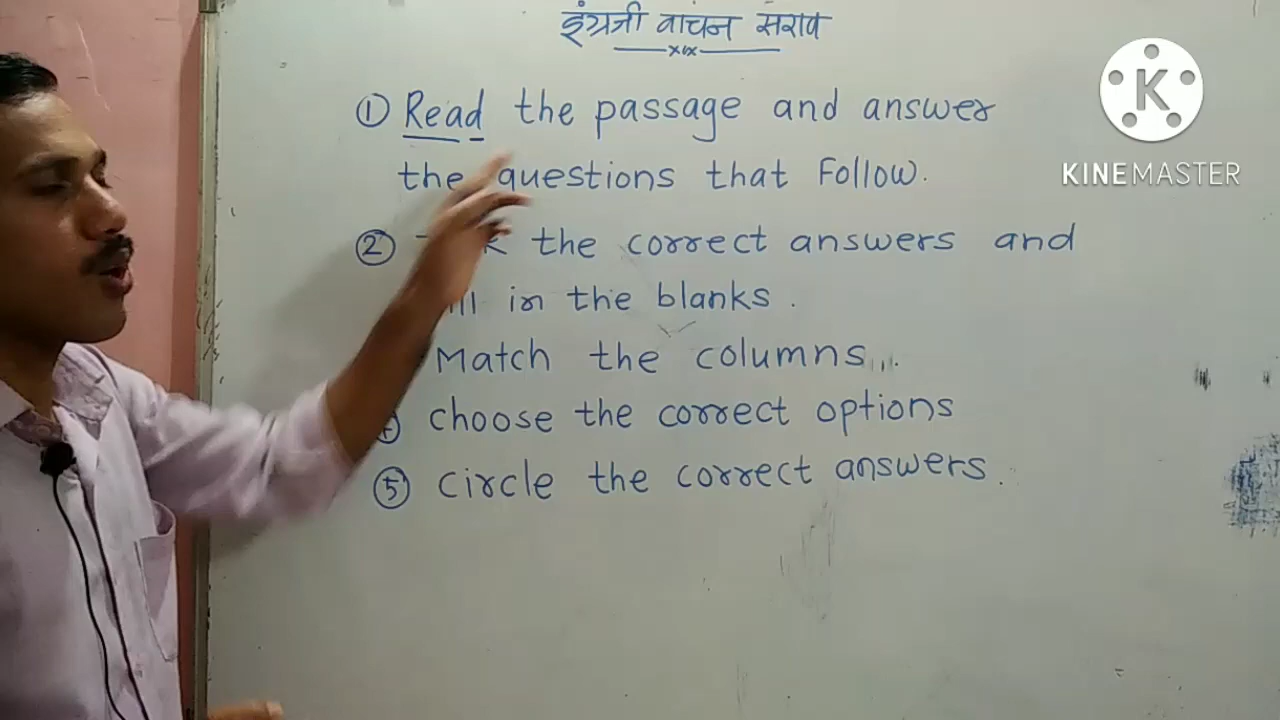 इंग्रजी वाचन सराव
① Read the passage and answer
the questions that Follow.
② the correct answers and
in the blanks.
Match the columns.
choose the correct options
⑤ circle the correct answers.
K
KINEMASTER